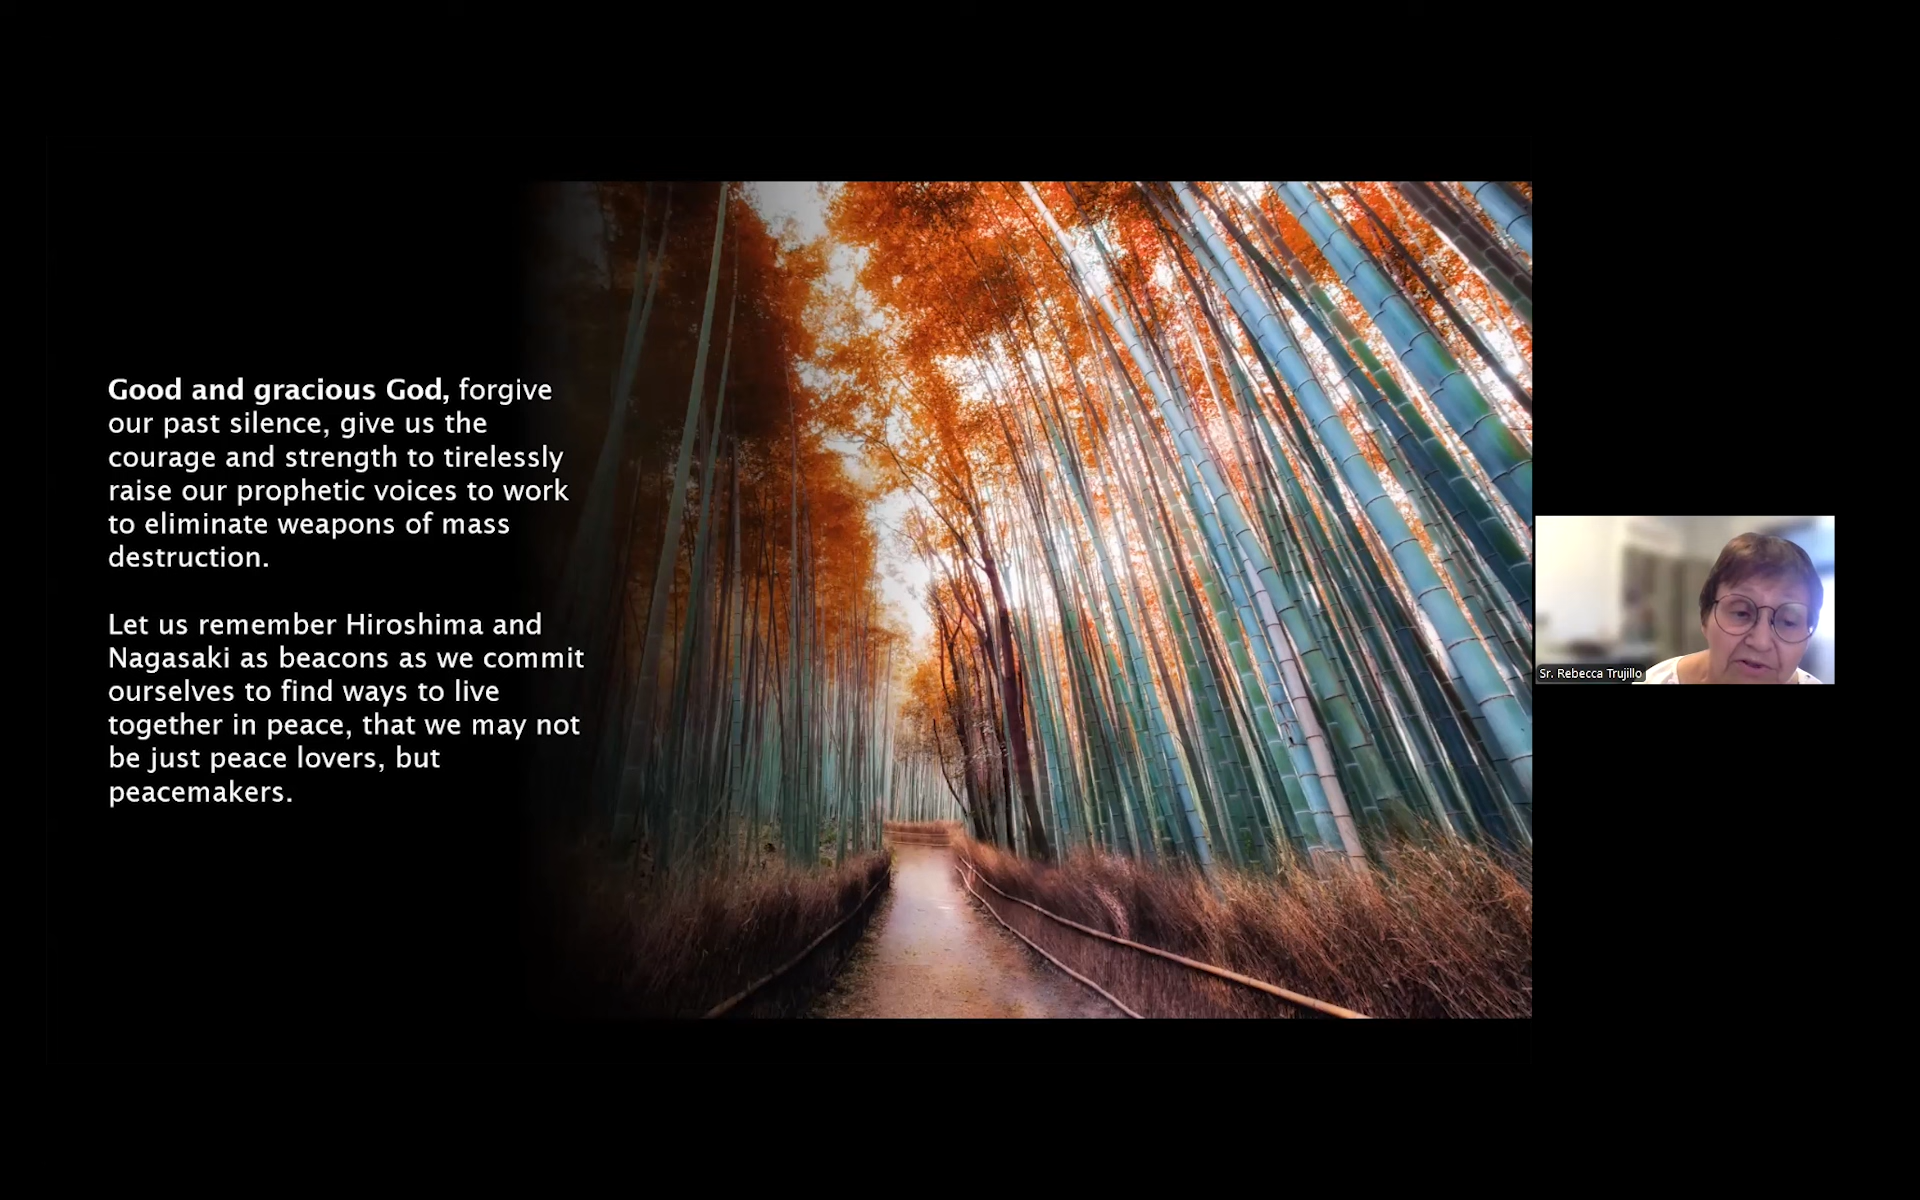 Good and gracious God, forgive
our past silence, give us the
courage and strength to tirelessly
raise our prophetic voices to work
to eliminate weapons of mass
destruction.
Let us remember Hiroshima and
Nagasaki as beacons as we commit
ourselves to find ways to live
together in peace, that we may not
be just peace lovers, but
peacemakers.
Sr. Rebecca Trujillo